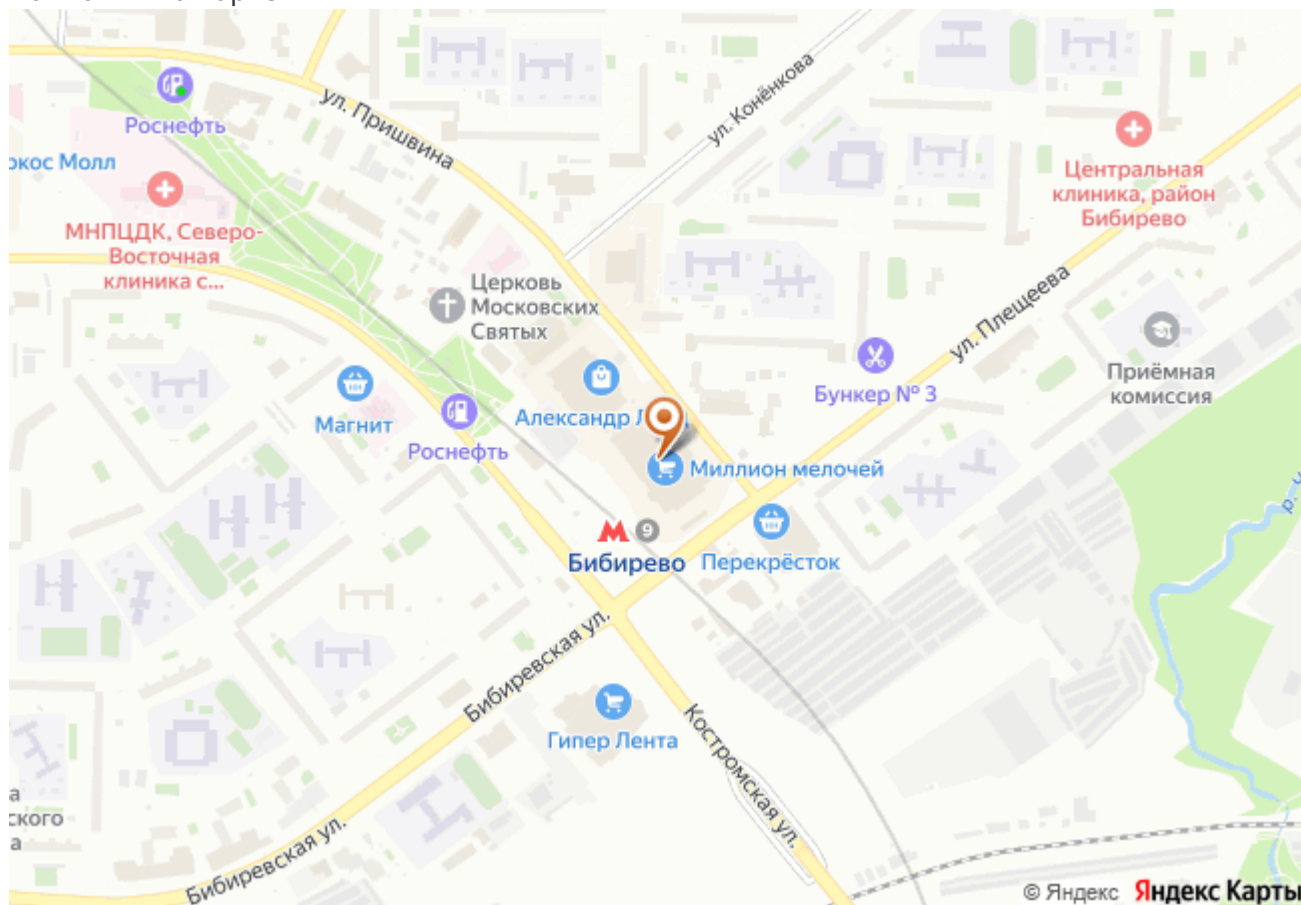 Роснефть
ул. Пришвина
ул. Конёнкова
Центральная
клиника, район
Бибирево
Молл
МНПЦДК, Северо-
Восточная
клиника с...
Церковь
Московских
Святых
ул. Плещеева
Приёмная
комиссия
Бункер № 3
Магнит
Александр
Роснефть
Миллион мелочей
М 9
Бибирево
Перекрёсток
р.
Бибиревская ул.
Гипер Лента
Костромская ул.
Бибиревская ул.
© Яндекс Яндекс Карты